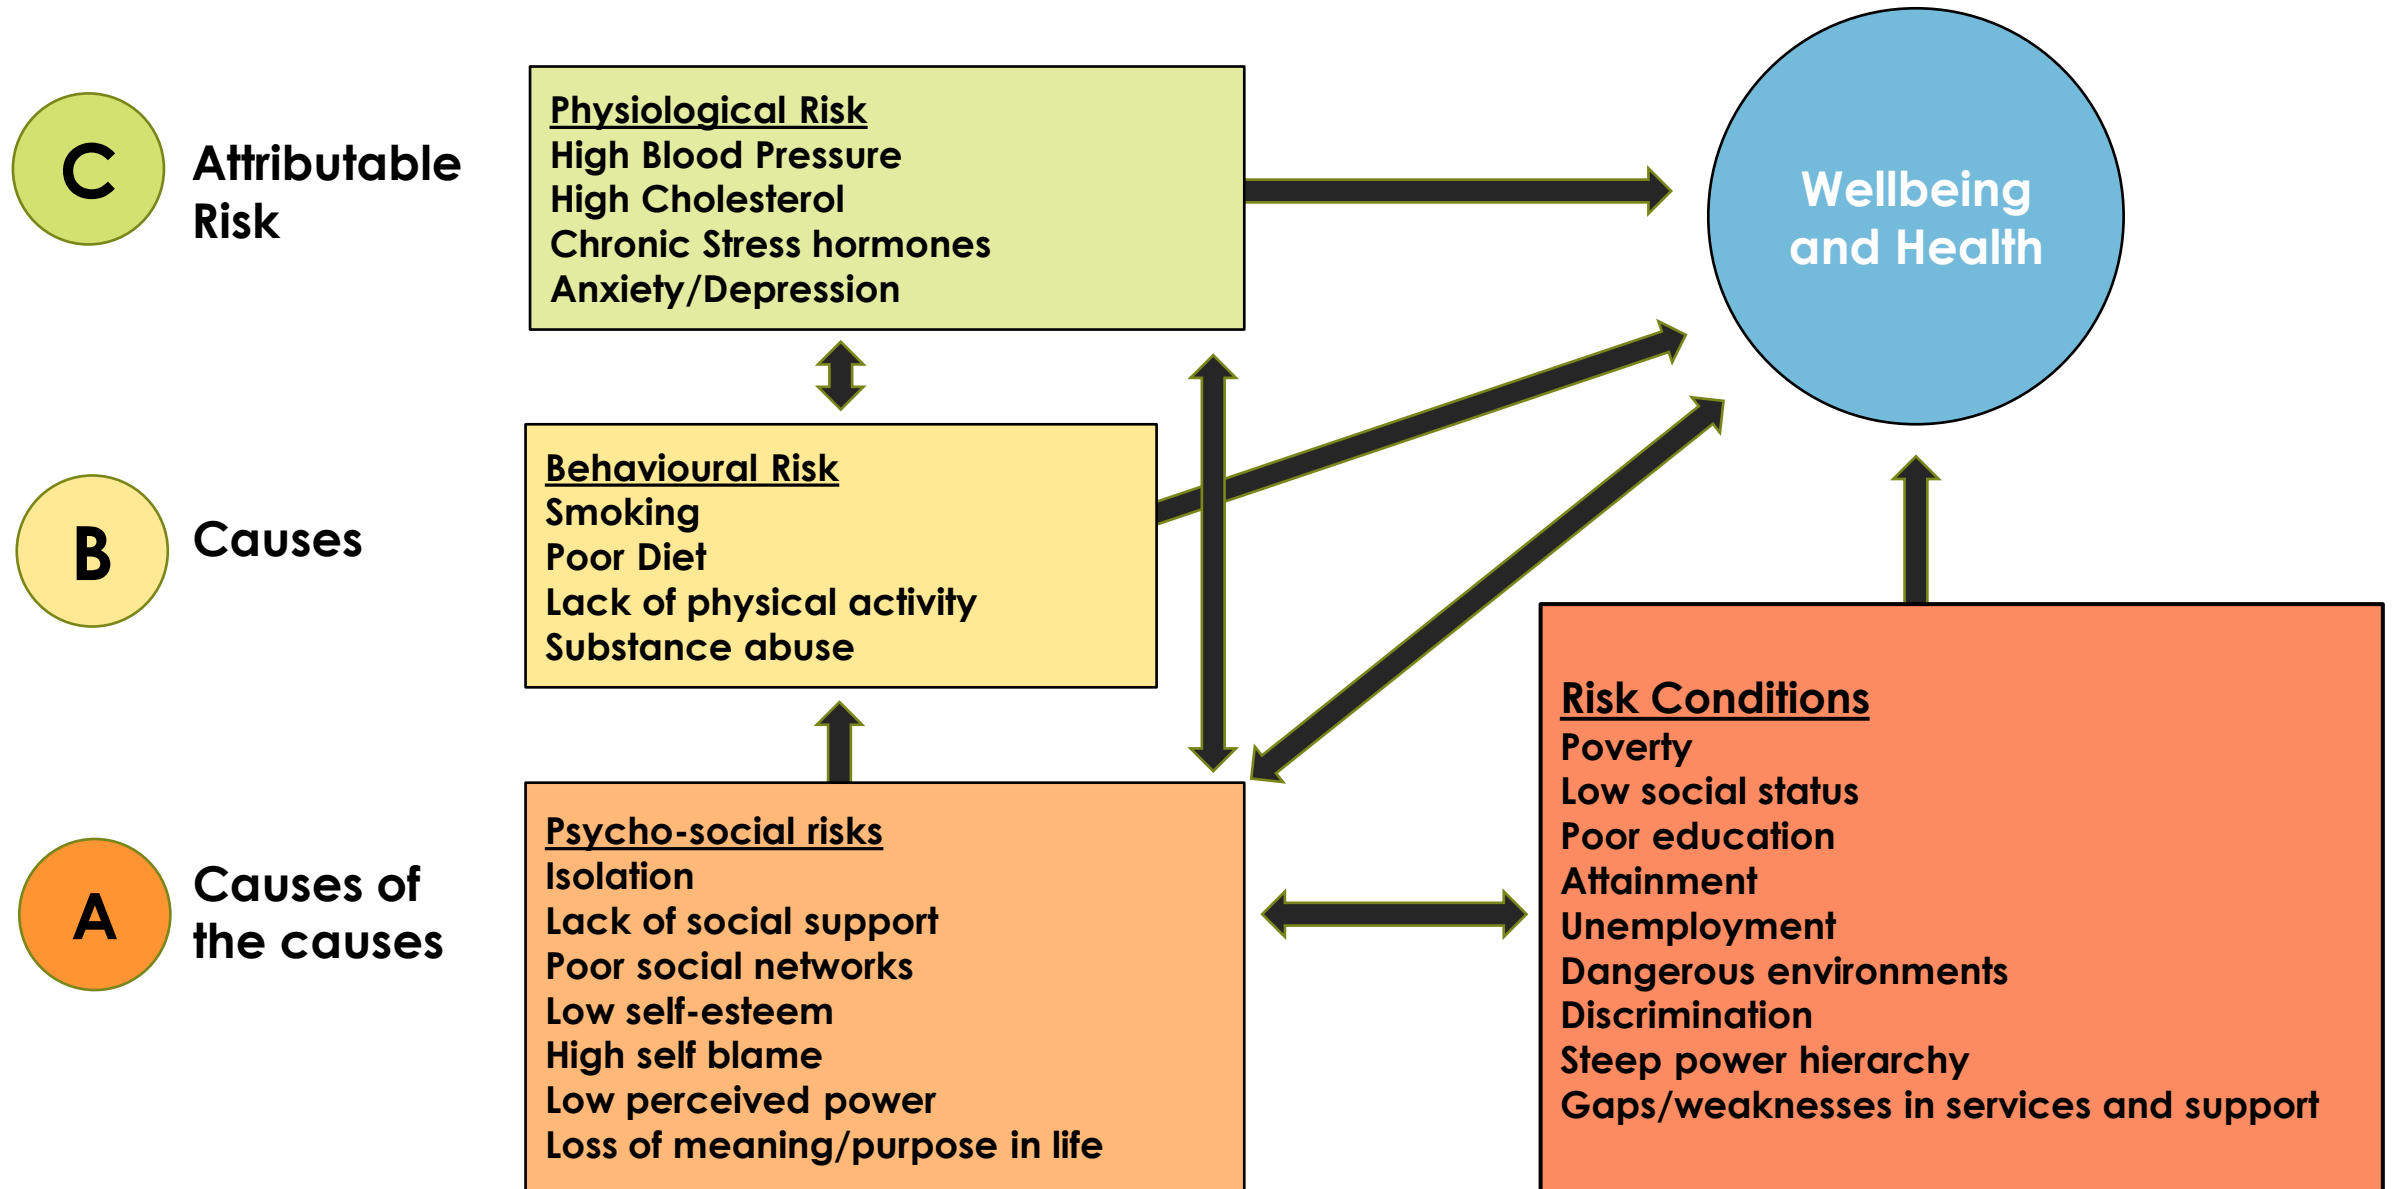 C
Attributable
Risk
Physiological Risk
High Blood Pressure
High Cholesterol
Chronic Stress hormones
Anxiety/Depression
Wellbeing
and Health
B
Causes
Behavioural Risk
Smoking
Poor Diet
Lack of physical activity
Substance abuse
A
Causes of
the causes
Psycho-social risks
Isolation
Lack of social support
Poor social networks
Low self-esteem
High self blame
Low perceived power
Loss of meaning/purpose in life
Risk Conditions
Poverty
Low social status
Poor education
Attainment
Unemployment
Dangerous environments
Discrimination
Steep power hierarchy
Gaps/weaknesses in services and support